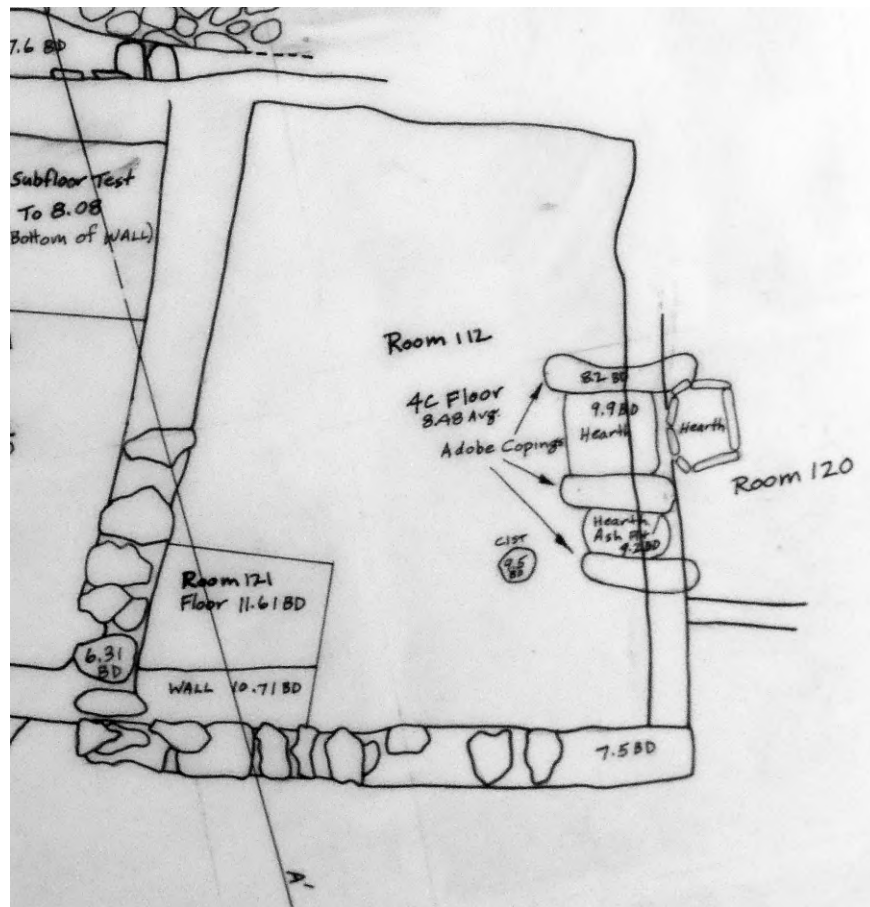 7.6 BD
Subfloor Test
To 8.08
Bottom of WALL)
Room 112
4C Floor
8.48 Avg.
Adobe Copings
8.2 BD
9.9 BD
Hearth
Hearth
Room 120
Hearth
Ash Pit
9.2 BD
CIST
9.5
BD
Room 121
Floor 11.61 BD
6.31
BD
WALL 10.71 BD
7.5 BD
A'